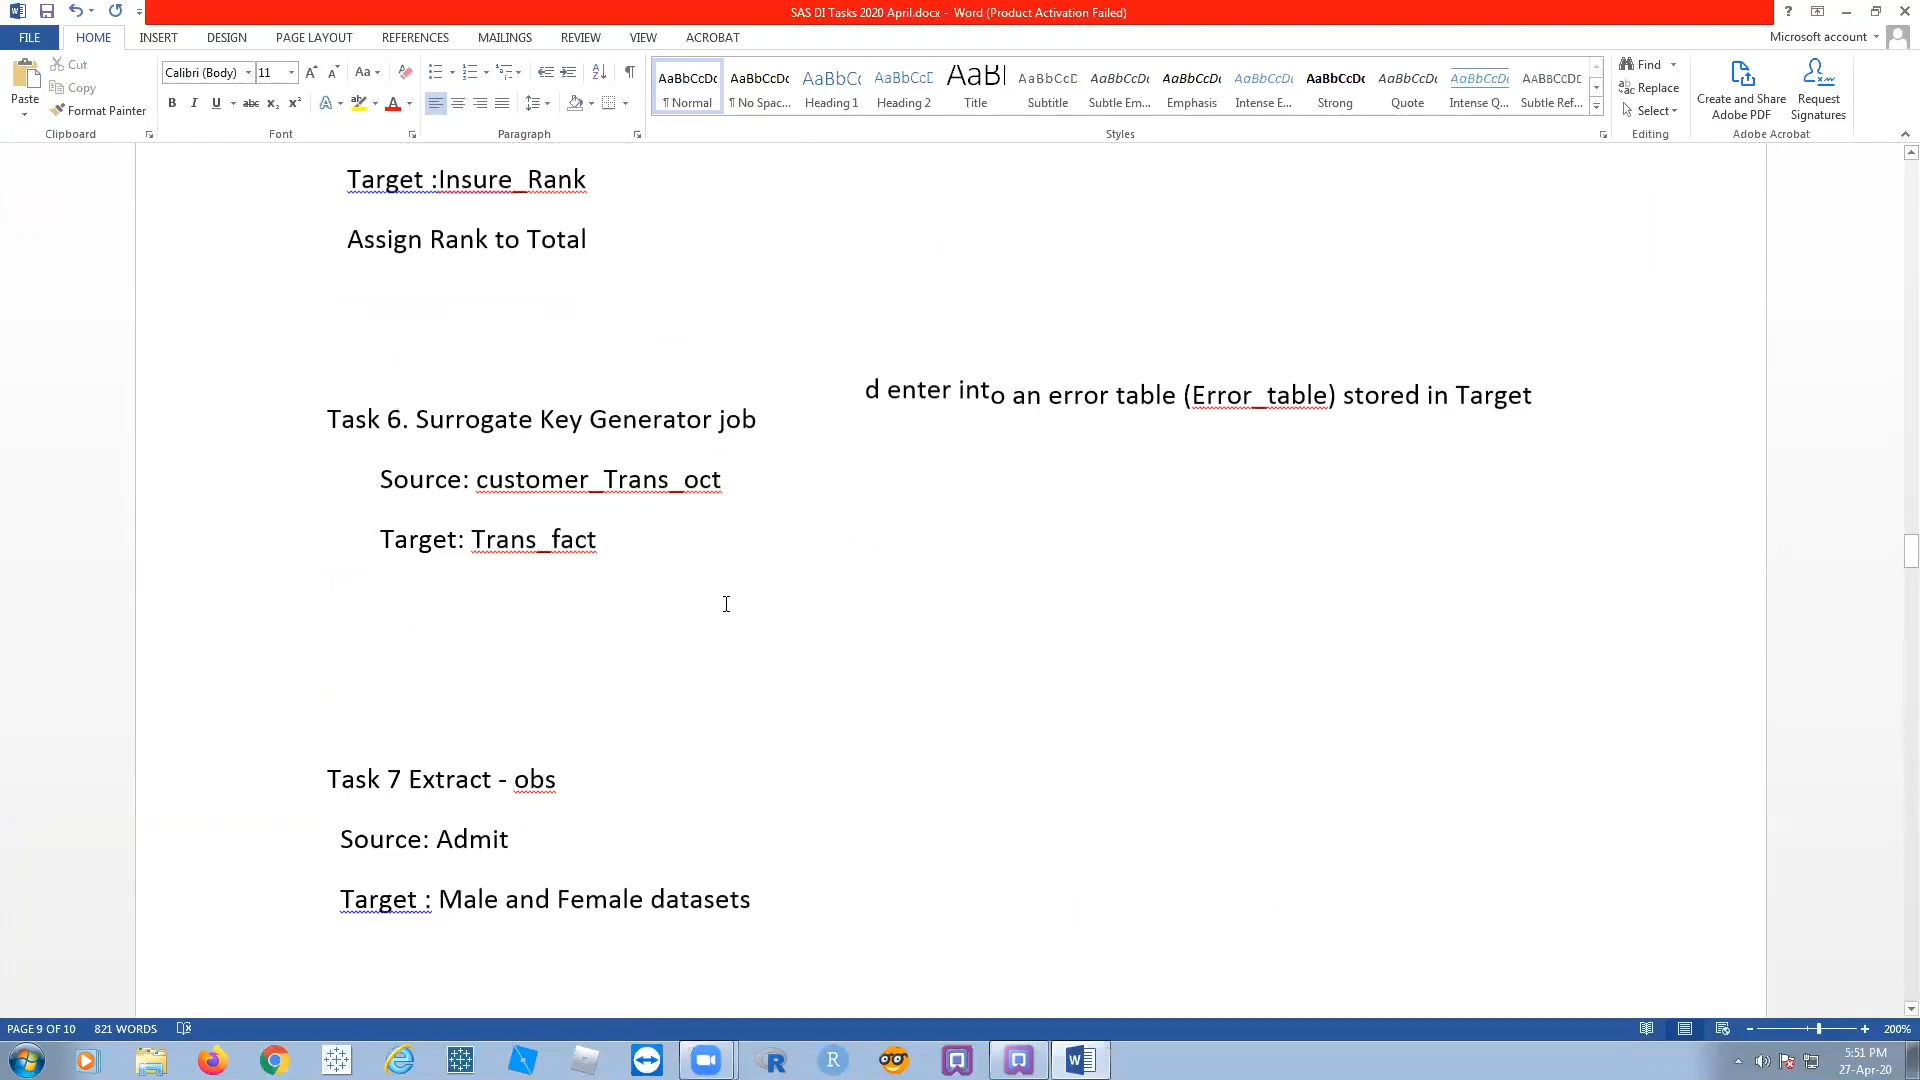 SAS DI Tasks 2020 April.docx - Word (Product Activation Failed)
FILE HOME INSERT DESIGN PAGE LAYOUT REFERENCES MAILINGS REVIEW VIEW ACROBAT Microsoft account
Paste
Cut
Copy
Format Painter
Calibri (Body) 11
AaBbCcDc AaBbCcDc AaBbCc AaBbCcD AaBl AaBbCcD AaBbCcDc AaBbCcDc AaBbCcDc AaBbCcDc AaBbCcDc AaBbCcDc AABBCCDE
¶ Normal ¶ No Spac... Heading 1 Heading 2 Title Subtitle Subtle Em... Emphasis Intense E... Strong Quote Intense Q... Subtle Ref...
Find
Replace
Select
Create and Share
Adobe PDF
Request
Signatures
Clipboard Font Paragraph Styles Editing Adobe Acrobat
Target :Insure_Rank
Assign Rank to Total
d enter into an error table (Error_table) stored in Target
Task 6. Surrogate Key Generator job
Source: customer_Trans_oct
Target: Trans_fact
Task 7 Extract - obs
Source: Admit
Target : Male and Female datasets
PAGE 9 OF 10 821 WORDS 200%
5:51 PM
27-Apr-20